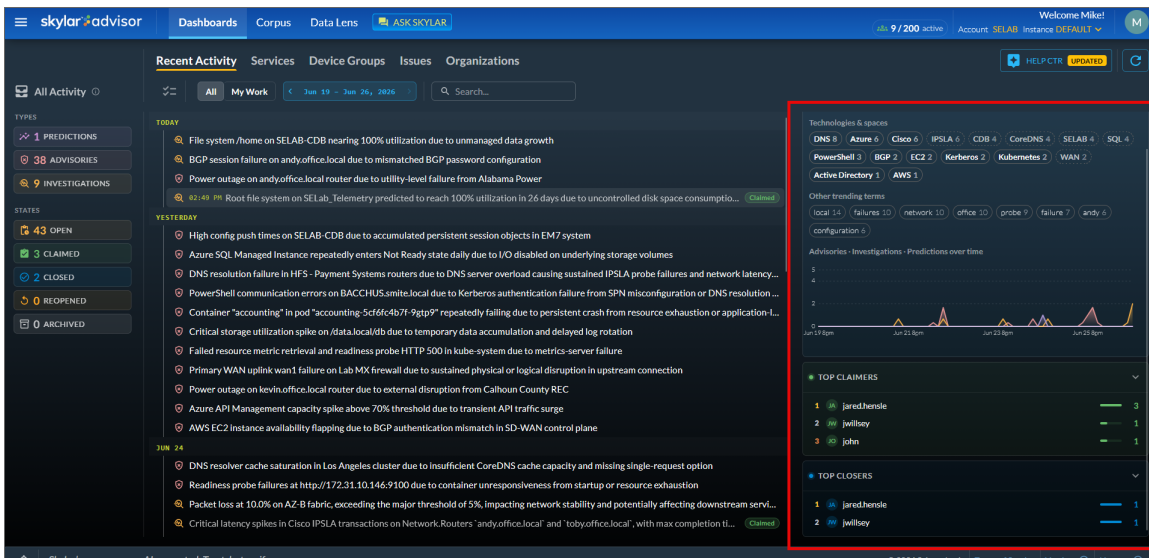 skylar advisor
Dashboards Corpus Data Lens ASK SKYLAR
9 / 200 active
Welcome Mike!
Account SELAB Instance DEFAULT
M
Recent Activity Services Device Groups Issues Organizations
HELP CTR UPDATED
All Activity
All My Work Jun 19 – Jun 26, 2026 Search...
TYPES
1 PREDICTIONS
38 ADVISORIES
9 INVESTIGATIONS
STATES
43 OPEN
3 CLAIMED
2 CLOSED
0 REOPENED
0 ARCHIVED
TODAY
File system /home on SELAB-CDB nearing 100% utilization due to unmanaged data growth
BGP session failure on andy.office.local due to mismatched BGP password configuration
Power outage on andy.office.local router due to utility-level failure from Alabama Power
02:49 PM Root file system on SELab_Telemetry predicted to reach 100% utilization in 26 days due to uncontrolled disk space consumptio... Claimed
YESTERDAY
High config push times on SELAB-CDB due to accumulated persistent session objects in EM7 system
Azure SQL Managed Instance repeatedly enters Not Ready state daily due to I/O disabled on underlying storage volumes
DNS resolution failure in HFS - Payment Systems routers due to DNS server overload causing sustained IPSLA probe failures and network latency...
PowerShell communication errors on BACCHUS.smite.local due to Kerberos authentication failure from SPN misconfiguration or DNS resolution ...
Container "accounting" in pod "accounting-5cf6fc4b7f-9gtp9" repeatedly failing due to persistent crash from resource exhaustion or application-l...
Critical storage utilization spike on /data.local/db due to temporary data accumulation and delayed log rotation
Failed resource metric retrieval and readiness probe HTTP 500 in kube-system due to metrics-server failure
Primary WAN uplink wan1 failure on Lab MX firewall due to sustained physical or logical disruption in upstream connection
Power outage on kevin.office.local router due to external disruption from Calhoun County REC
Azure API Management capacity spike above 70% threshold due to transient API traffic surge
AWS EC2 instance availability flapping due to BGP authentication mismatch in SD-WAN control plane
JUN 24
DNS resolver cache saturation in Los Angeles cluster due to insufficient CoreDNS cache capacity and missing single-request option
Readiness probe failures at http://172.31.10.146:9100 due to container unresponsiveness from startup or resource exhaustion
Packet loss at 10.0% on AZ-B fabric, exceeding the major threshold of 5%, impacting network stability and potentially affecting downstream servi...
Critical latency spikes in Cisco IPSLA transactions on Network.Routers `andy.office.local` and `toby.office.local`, with max completion ti... Claimed
Technologies & spaces
DNS 8 Azure 6 Cisco 6 IPSLA 6 CDB 4 CoreDNS 4 SELAB 4 SQL 4
PowerShell 3 BGP 2 EC2 2 Kerberos 2 Kubernetes 2 WAN 2
Active Directory 1 AWS 1
Other trending terms
local 14 failures 10 network 10 office 10 probe 9 failure 7 andy 6
configuration 6
Advisories · Investigations · Predictions over time
5
4
2
0
Jun 19 8pm Jun 21 8pm Jun 23 8pm Jun 25 8pm
TOP CLAIMERS
1 JA jared.hensle 3
2 JW jwillsey 1
3 JO john 1
TOP CLOSERS
1 JA jared.hensle 1
2 JW jwillsey 1